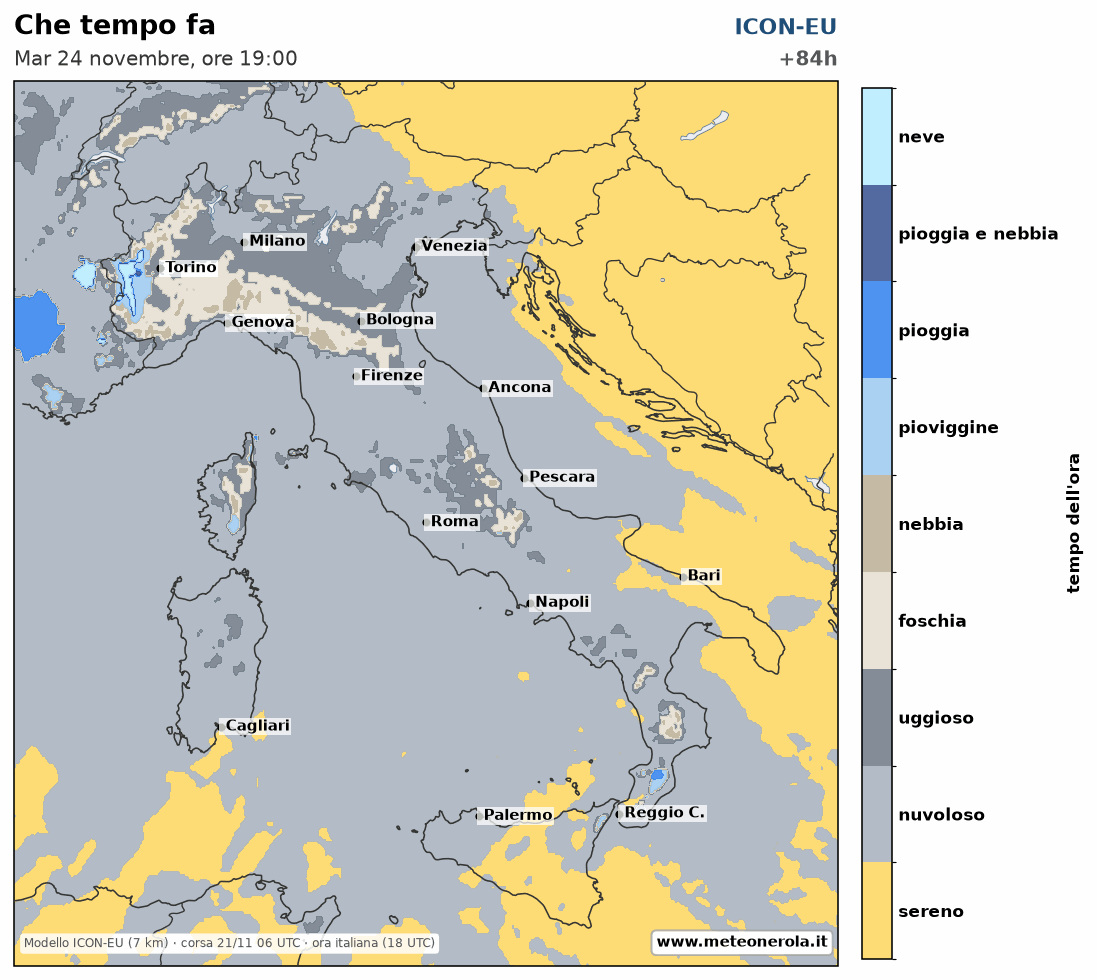 Che tempo fa
ICON-EU
Mar 24 novembre, ore 19:00
+84h
neve
pioggia e nebbia
pioggia
pioviggine
nebbia
foschia
uggioso
nuvoloso
sereno
tempo dell'ora
Milano
Venezia
Torino
Genova
Bologna
Firenze
Ancona
Pescara
Roma
Bari
Napoli
Cagliari
Palermo
Reggio C.
Modello ICON-EU (7 km) · corsa 21/11 06 UTC · ora italiana (18 UTC)
www.meteonerola.it